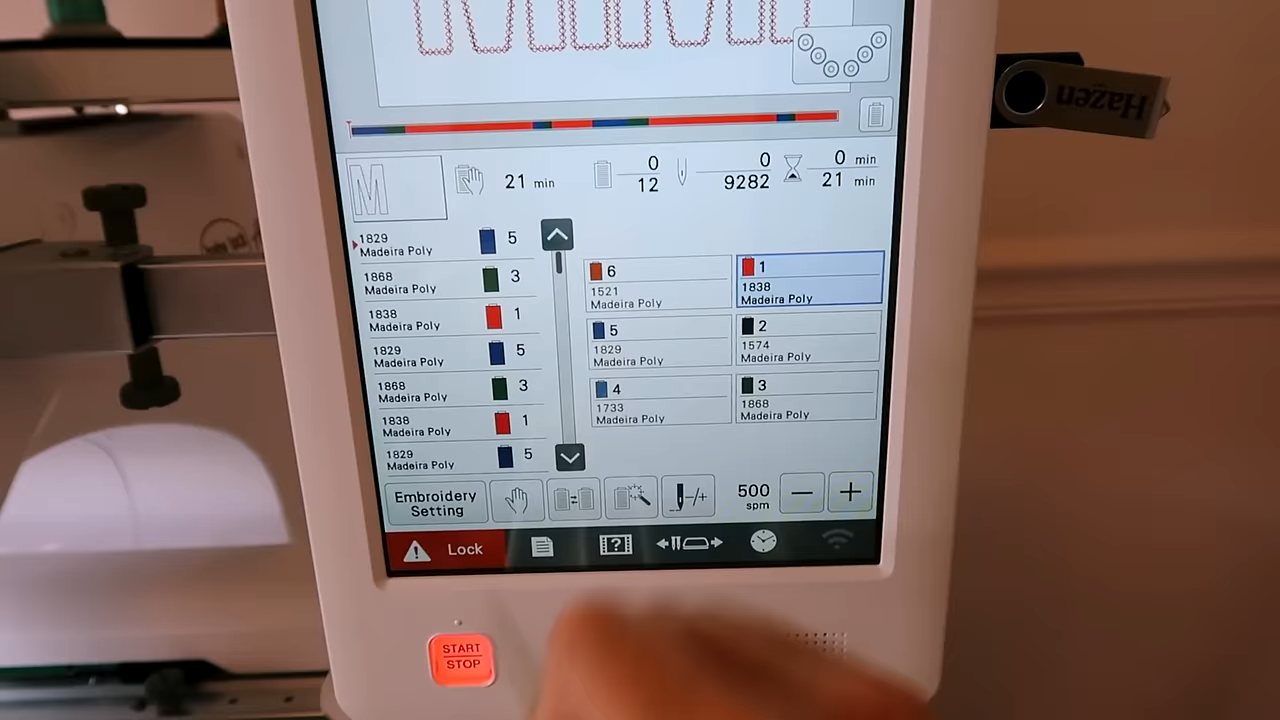 Hazen
M
21 min
0
12
0
9282
0 min
21 min
1829
Madeira Poly
5
1868
Madeira Poly
3
1838
Madeira Poly
1
1829
Madeira Poly
5
1868
Madeira Poly
3
1838
Madeira Poly
1
1829
Madeira Poly
5
6
1521
Madeira Poly
1
1838
Madeira Poly
5
1829
Madeira Poly
2
1574
Madeira Poly
4
1733
Madeira Poly
3
1868
Madeira Poly
Embroidery
Setting
-/+
500
spm
− +
Lock
?
START
STOP